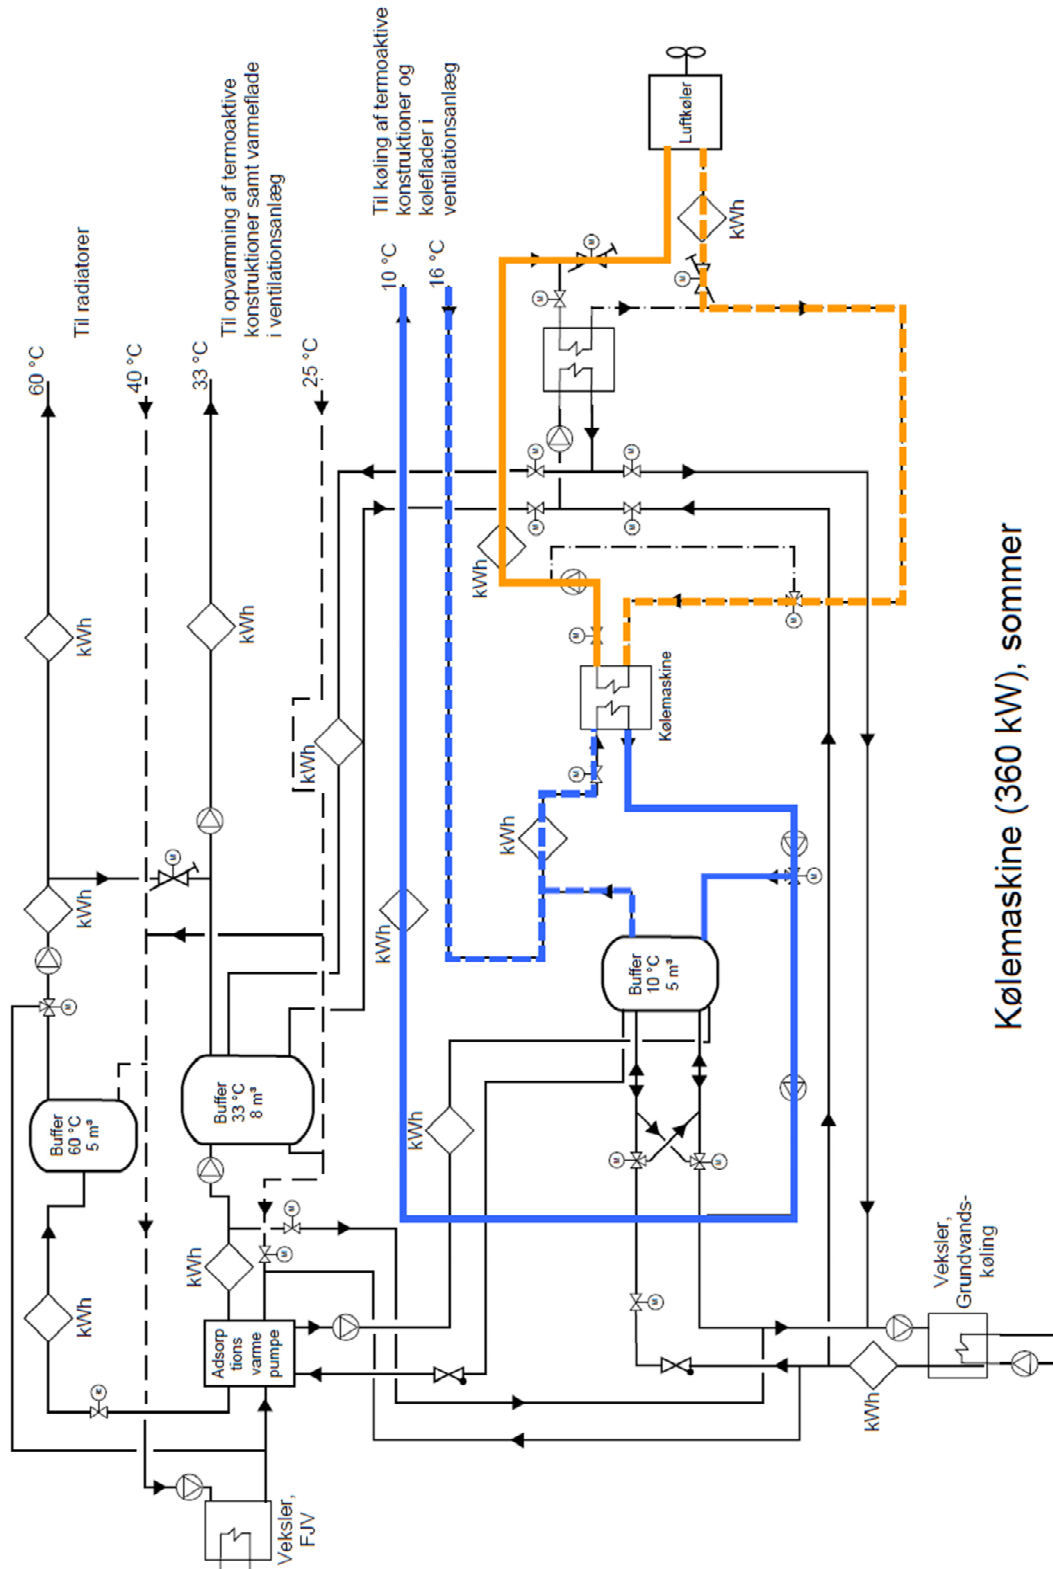 60 °C
Til radiatorer
40 °C
33 °C
Til opvarmning af termoaktive
konstruktioner samt varmeflade
i ventilationsanlæg
25 °C
10 °C
Til køling af termoaktive
konstruktioner og
køleflader i
ventilationsanlæg
16 °C
Luftkøler
kWh
M
M
M
kWh
kWh
kWh
M
M
M
M
kWh
M
M
Kølemaskine
kWh
M
kWh
M
kWh
kWh
M
M
Buffer
60 °C
5 m³
Buffer
33 °C
8 m³
Buffer
10 °C
5 m³
kWh
M
M
M
M
M
kWh
kWh
M
M
Adsorp
tions
varme
pumpe
Veksler,
FJV
Veksler,
Grundvands-
køling
kWh
Kølemaskine (360 kW), sommer